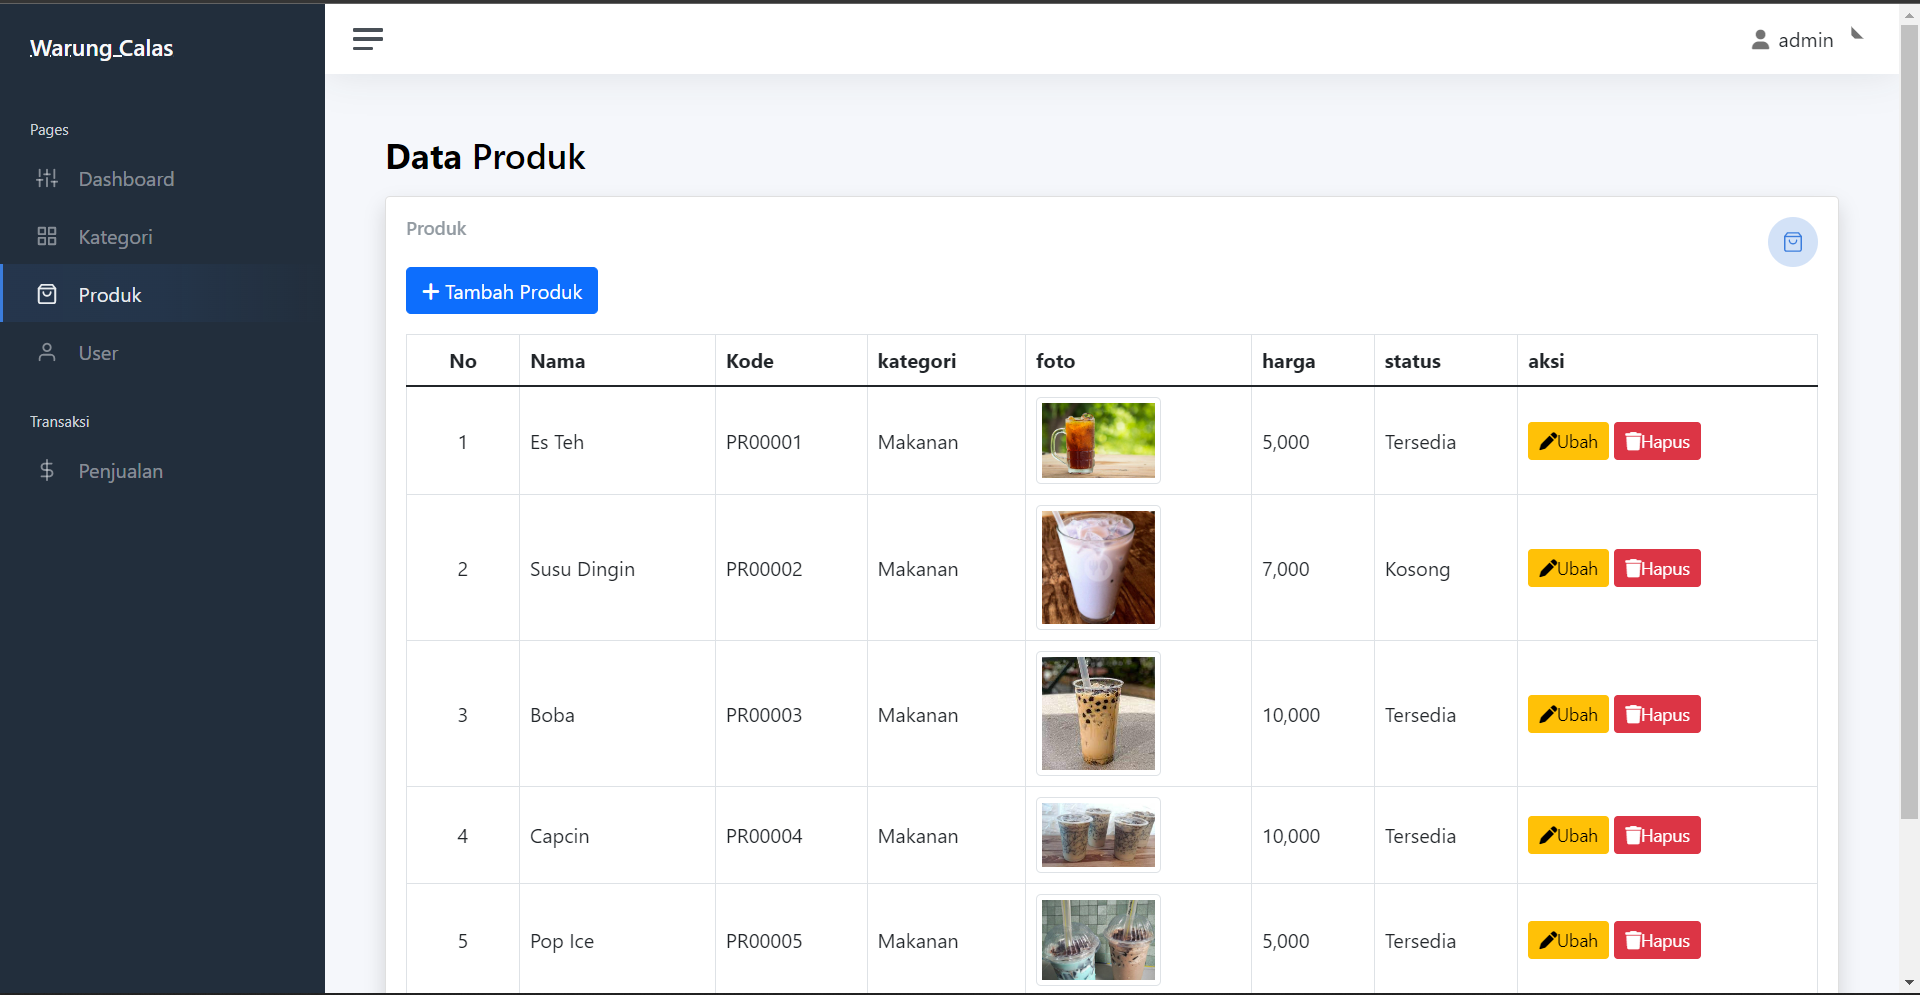 Warung_Calas
Pages
Dashboard
Kategori
Produk
User
Transaksi
Penjualan
admin
Data Produk
Produk
Tambah Produk
No Nama Kode kategori foto harga status aksi
1 Es Teh PR00001 Makanan 5,000 Tersedia Ubah Hapus
2 Susu Dingin PR00002 Makanan 7,000 Kosong Ubah Hapus
3 Boba PR00003 Makanan 10,000 Tersedia Ubah Hapus
4 Capcin PR00004 Makanan 10,000 Tersedia Ubah Hapus
5 Pop Ice PR00005 Makanan 5,000 Tersedia Ubah Hapus